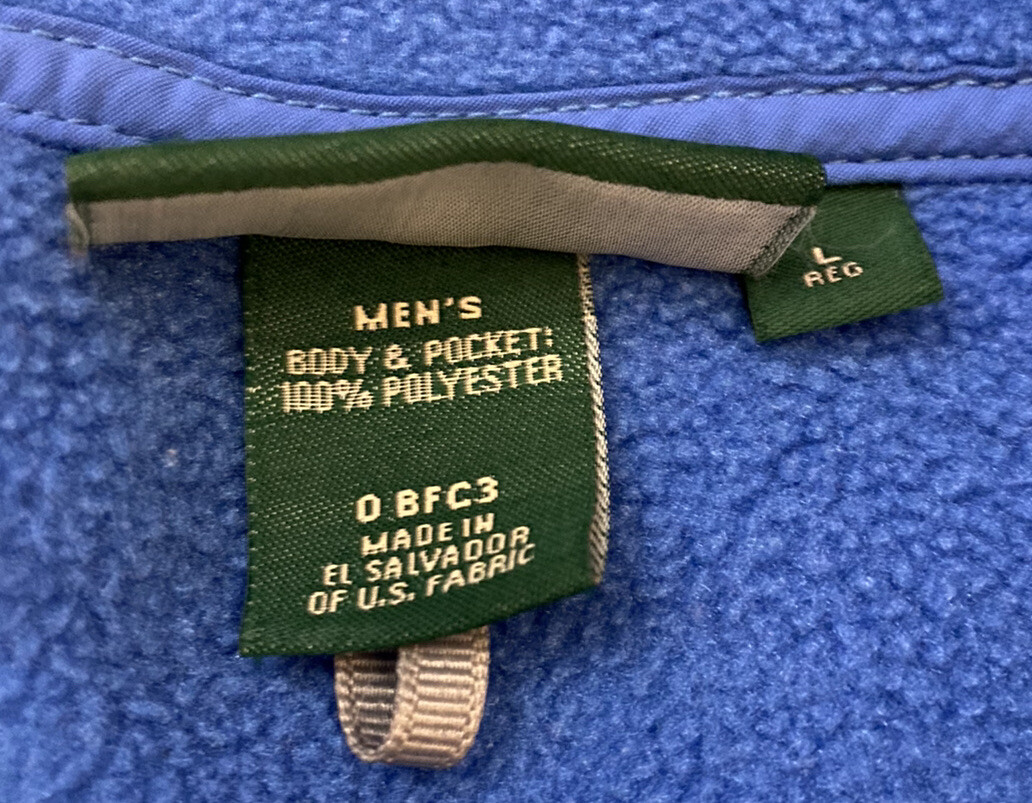 MEN'S
BODY & POCKET:
100% POLYESTER
0 BFC3
MADE IN
EL SALVADOR
OF U.S. FABRIC
L
REG